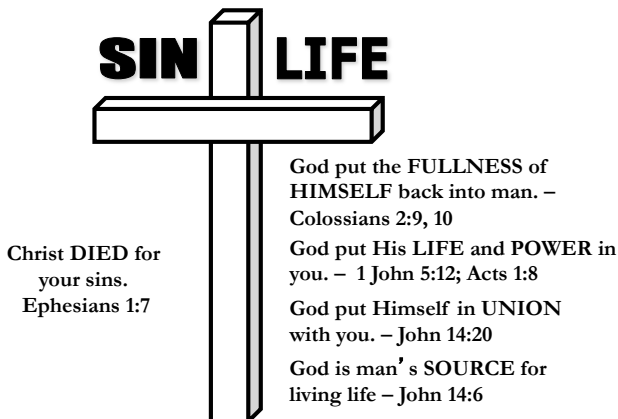 SIN LIFE
God put the FULLNESS of
HIMSELF back into man. –
Colossians 2:9, 10
God put His LIFE and POWER in
you. – 1 John 5:12; Acts 1:8
God put Himself in UNION
with you. – John 14:20
God is man’s SOURCE for
living life – John 14:6
Christ DIED for
your sins.
Ephesians 1:7